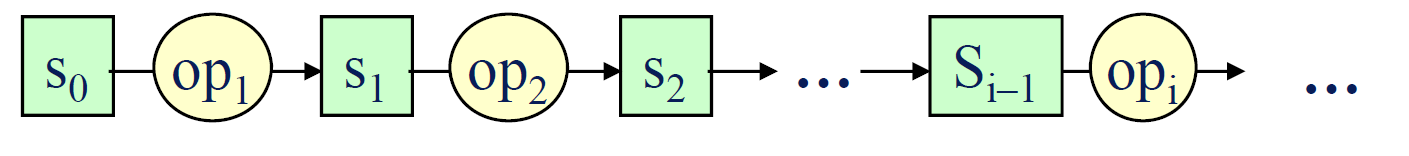 s₀ op₁ s₁ op₂ s₂ ... Sᵢ₋₁ opᵢ ...